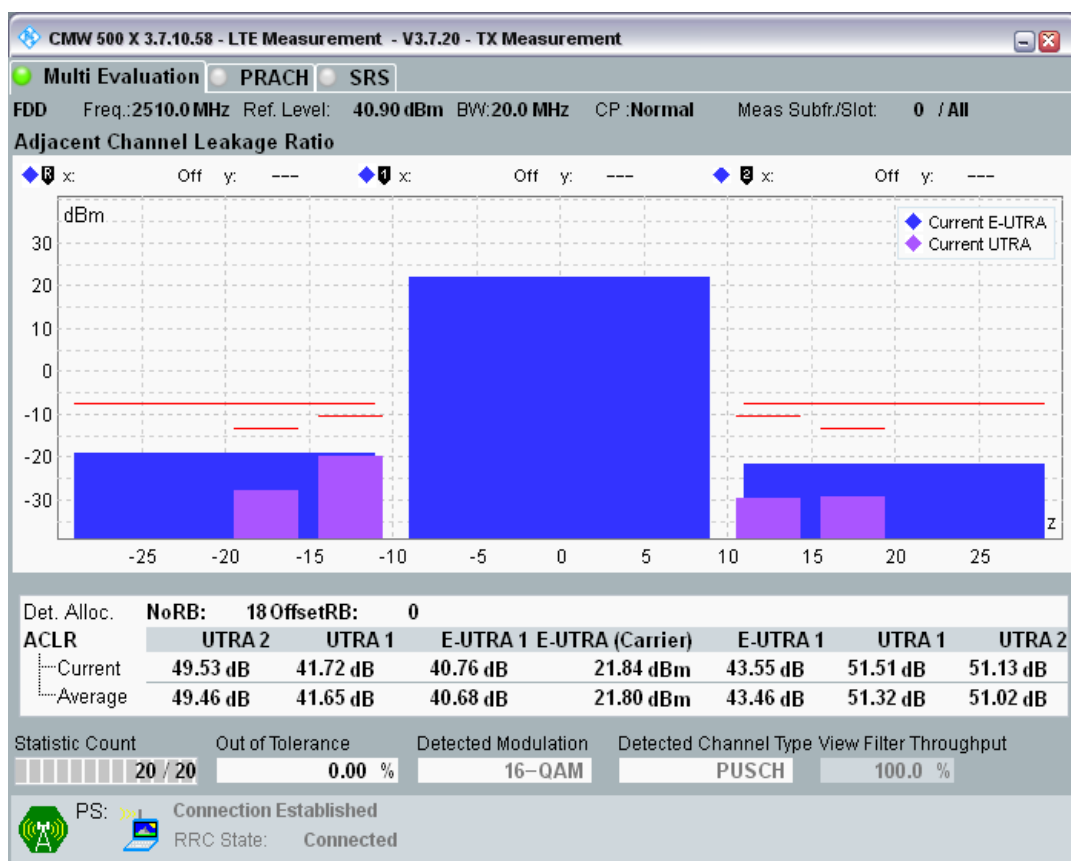 CMW 500 X 3.7.10.58 - LTE Measurement - V3.7.20 - TX Measurement
Multi Evaluation PRACH SRS
FDD Freq.:2510.0 MHz Ref. Level: 40.90 dBm BW:20.0 MHz CP :Normal Meas Subfr./Slot: 0 / All
Adjacent Channel Leakage Ratio
R x: Off y: --- 1 x: Off y: --- 2 x: Off y: ---
dBm
Current E-UTRA
Current UTRA
30
20
10
0
-10
-20
-30
z
-25 -20 -15 -10 -5 0 5 10 15 20 25
Det. Alloc. NoRB: 18 OffsetRB: 0
ACLR UTRA 2 UTRA 1 E-UTRA 1 E-UTRA (Carrier) E-UTRA 1 UTRA 1 UTRA 2
Current 49.53 dB 41.72 dB 40.76 dB 21.84 dBm 43.55 dB 51.51 dB 51.13 dB
Average 49.46 dB 41.65 dB 40.68 dB 21.80 dBm 43.46 dB 51.32 dB 51.02 dB
Statistic Count Out of Tolerance Detected Modulation Detected Channel Type View Filter Throughput
20 / 20 0.00 % 16-QAM PUSCH 100.0 %
PS: Connection Established
RRC State: Connected